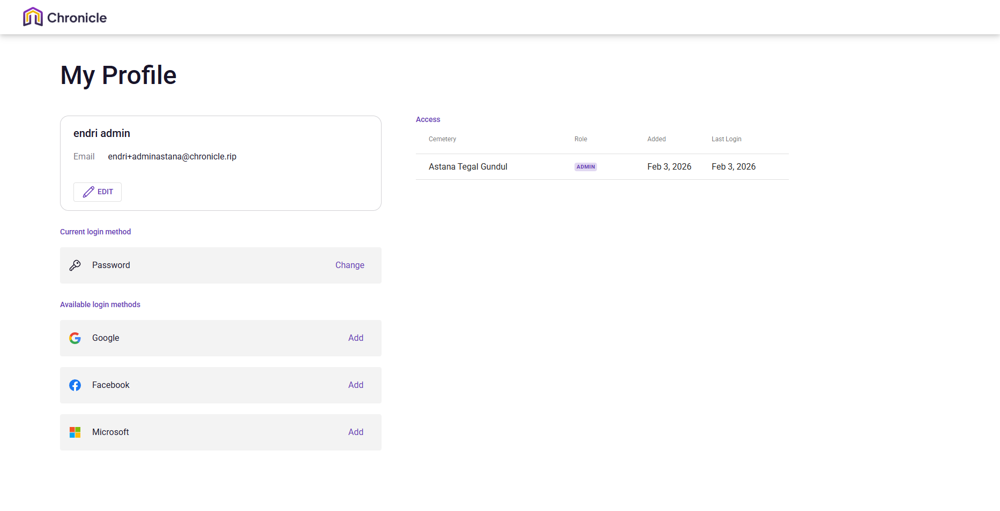 Chronicle
My Profile
endri admin
Email endri+adminastana@chronicle.rip
EDIT
Current login method
Password Change
Available login methods
Google Add
Facebook Add
Microsoft Add
Access
Cemetery Role Added Last Login
Astana Tegal Gundul ADMIN Feb 3, 2026 Feb 3, 2026